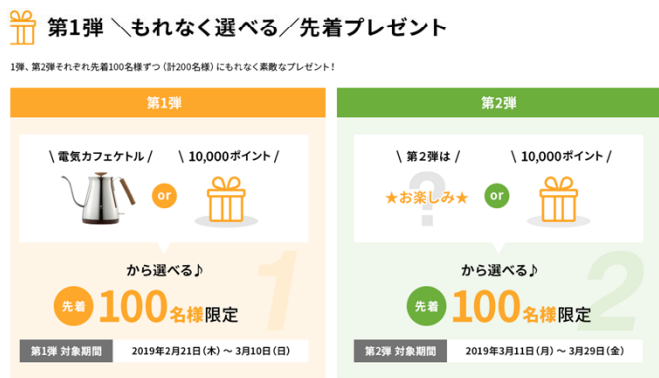 第1弾 ＼もれなく選べる／先着プレゼント
1弾、第2弾それぞれ先着100名様ずつ（計200名様）にもれなく素敵なプレゼント！
第1弾
\ 電気カフェケトル /
\ 10,000ポイント /
or
から選べる♪
1
先着 100名様限定
第1弾 対象期間
2019年2月21日（木）～ 3月10日（日）
第2弾
\ 第２弾は /
\ 10,000ポイント /
?
★お楽しみ★
or
から選べる♪
2
先着 100名様限定
第2弾 対象期間
2019年3月11日（月）～ 3月29日（金）